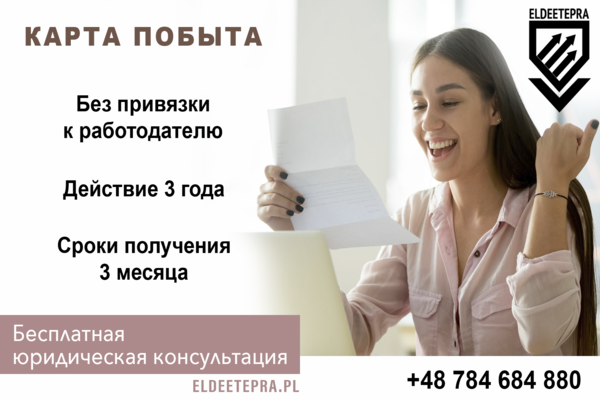 КАРТА ПОБЫТА
ELDEETEPRA
Без привязки
к работодателю
Действие 3 года
Сроки получения
3 месяца
Бесплатная
юридическая консультация
ELDEETEPRA.PL
+48 784 684 880